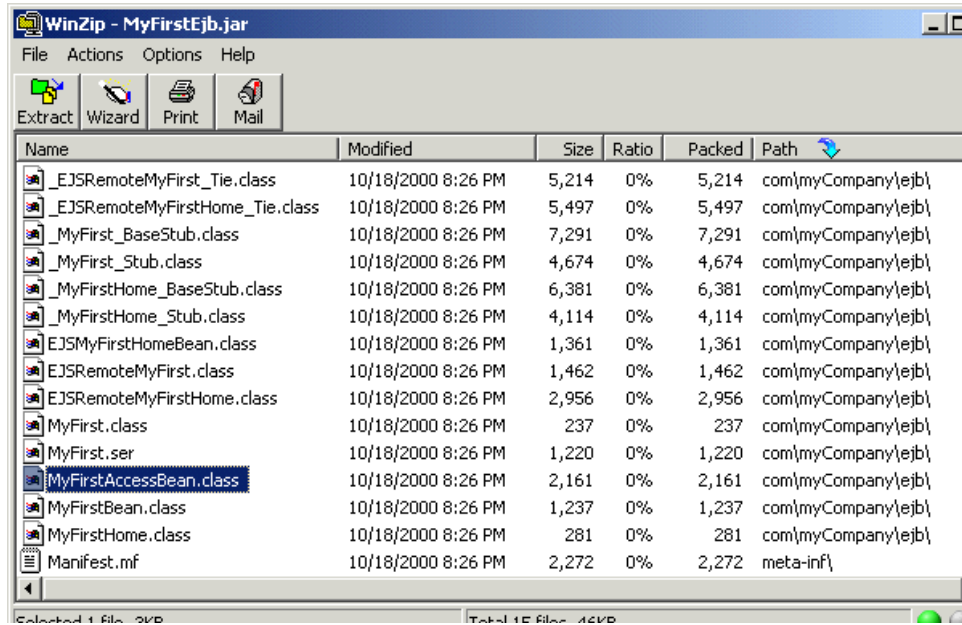 WinZip - MyFirstEjb.jar
File Actions Options Help
Extract Wizard Print Mail
Name Modified Size Ratio Packed Path
_EJSRemoteMyFirst_Tie.class 10/18/2000 8:26 PM 5,214 0% 5,214 com\myCompany\ejb\
_EJSRemoteMyFirstHome_Tie.class 10/18/2000 8:26 PM 5,497 0% 5,497 com\myCompany\ejb\
_MyFirst_BaseStub.class 10/18/2000 8:26 PM 7,291 0% 7,291 com\myCompany\ejb\
_MyFirst_Stub.class 10/18/2000 8:26 PM 4,674 0% 4,674 com\myCompany\ejb\
_MyFirstHome_BaseStub.class 10/18/2000 8:26 PM 6,381 0% 6,381 com\myCompany\ejb\
_MyFirstHome_Stub.class 10/18/2000 8:26 PM 4,114 0% 4,114 com\myCompany\ejb\
EJSMyFirstHomeBean.class 10/18/2000 8:26 PM 1,361 0% 1,361 com\myCompany\ejb\
EJSRemoteMyFirst.class 10/18/2000 8:26 PM 1,462 0% 1,462 com\myCompany\ejb\
EJSRemoteMyFirstHome.class 10/18/2000 8:26 PM 2,956 0% 2,956 com\myCompany\ejb\
MyFirst.class 10/18/2000 8:26 PM 237 0% 237 com\myCompany\ejb\
MyFirst.ser 10/18/2000 8:26 PM 1,220 0% 1,220 com\myCompany\ejb\
MyFirstAccessBean.class 10/18/2000 8:26 PM 2,161 0% 2,161 com\myCompany\ejb\
MyFirstBean.class 10/18/2000 8:26 PM 1,237 0% 1,237 com\myCompany\ejb\
MyFirstHome.class 10/18/2000 8:26 PM 281 0% 281 com\myCompany\ejb\
Manifest.mf 10/18/2000 8:26 PM 2,272 0% 2,272 meta-inf\
Selected 1 file, 3KB Total 15 files, 46KB